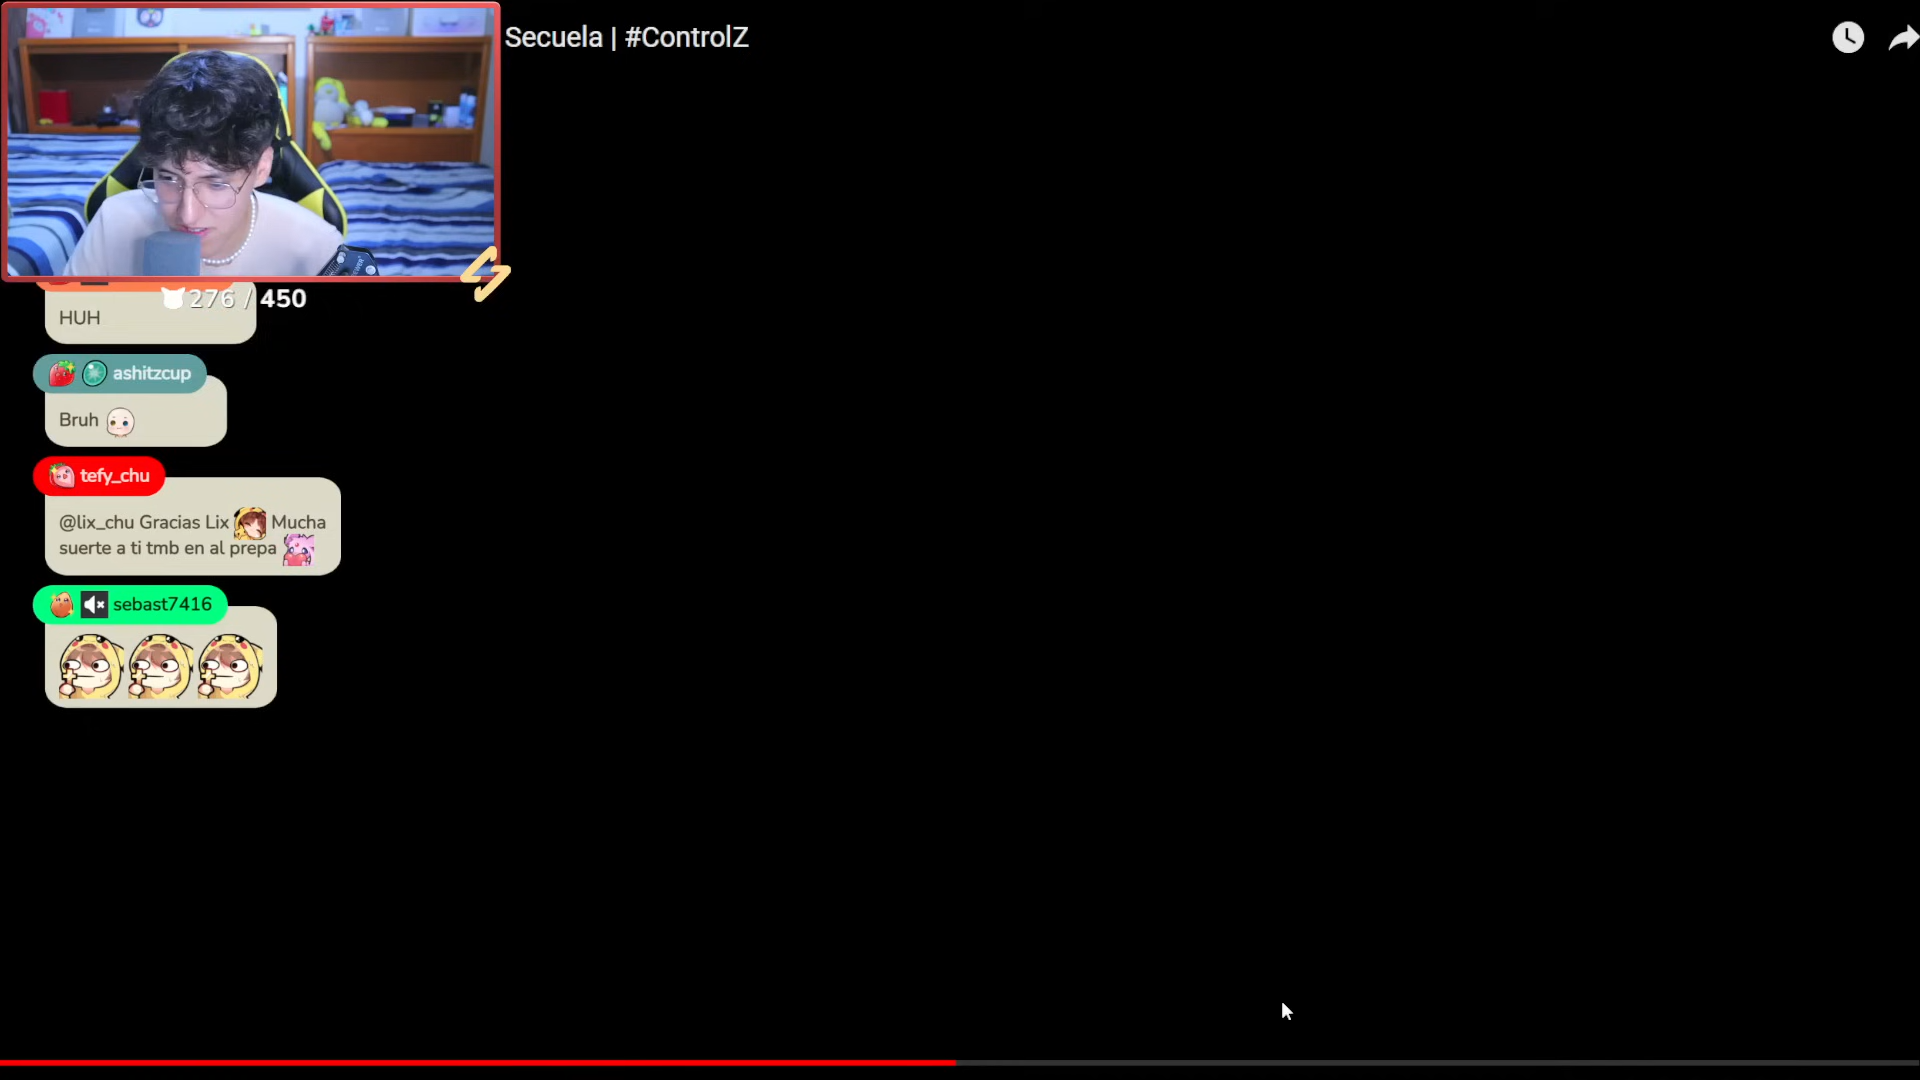 Secuela | #ControlZ
276 / 450
HUH
ashitzcup
Bruh
tefy_chu
@lix_chu Gracias Lix Mucha
suerte a ti tmb en al prepa
sebast7416